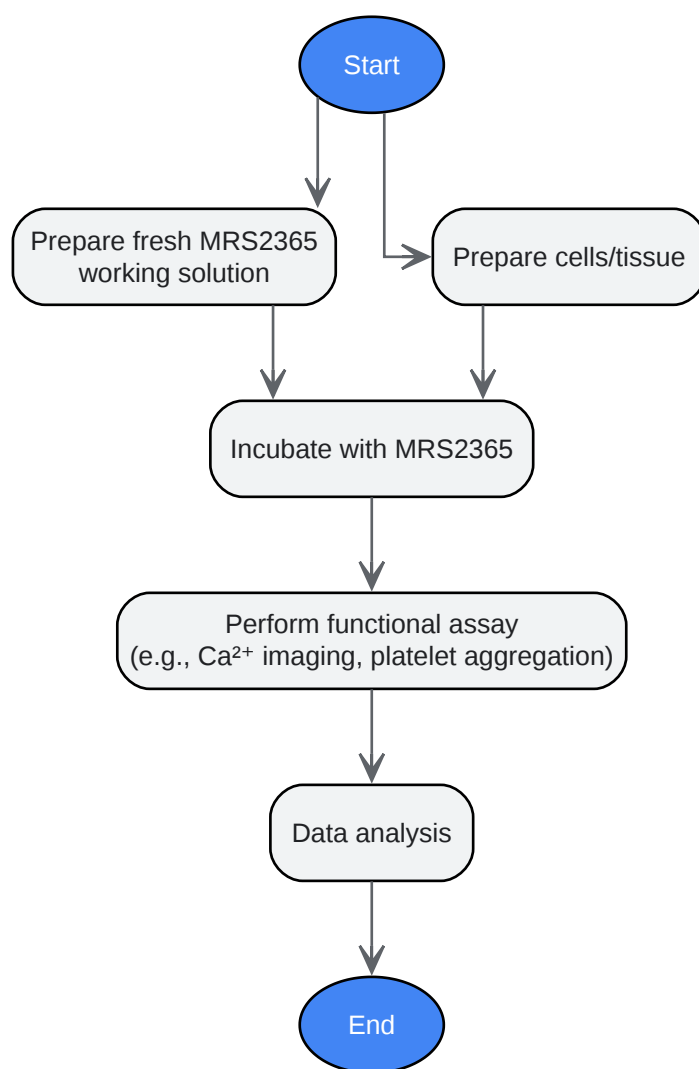 Start
Prepare fresh MRS2365
working solution
Prepare cells/tissue
Incubate with MRS2365
Perform functional assay
(e.g., Ca²⁺ imaging, platelet aggregation)
Data analysis
End